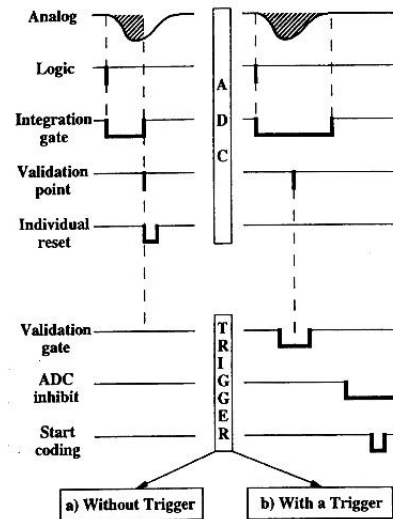 Analog
Logic
Integration
gate
Validation
point
Individual
reset
A
D
C
Validation
gate
ADC
inhibit
Start
coding
T
R
I
G
G
E
R
a) Without Trigger
b) With a Trigger